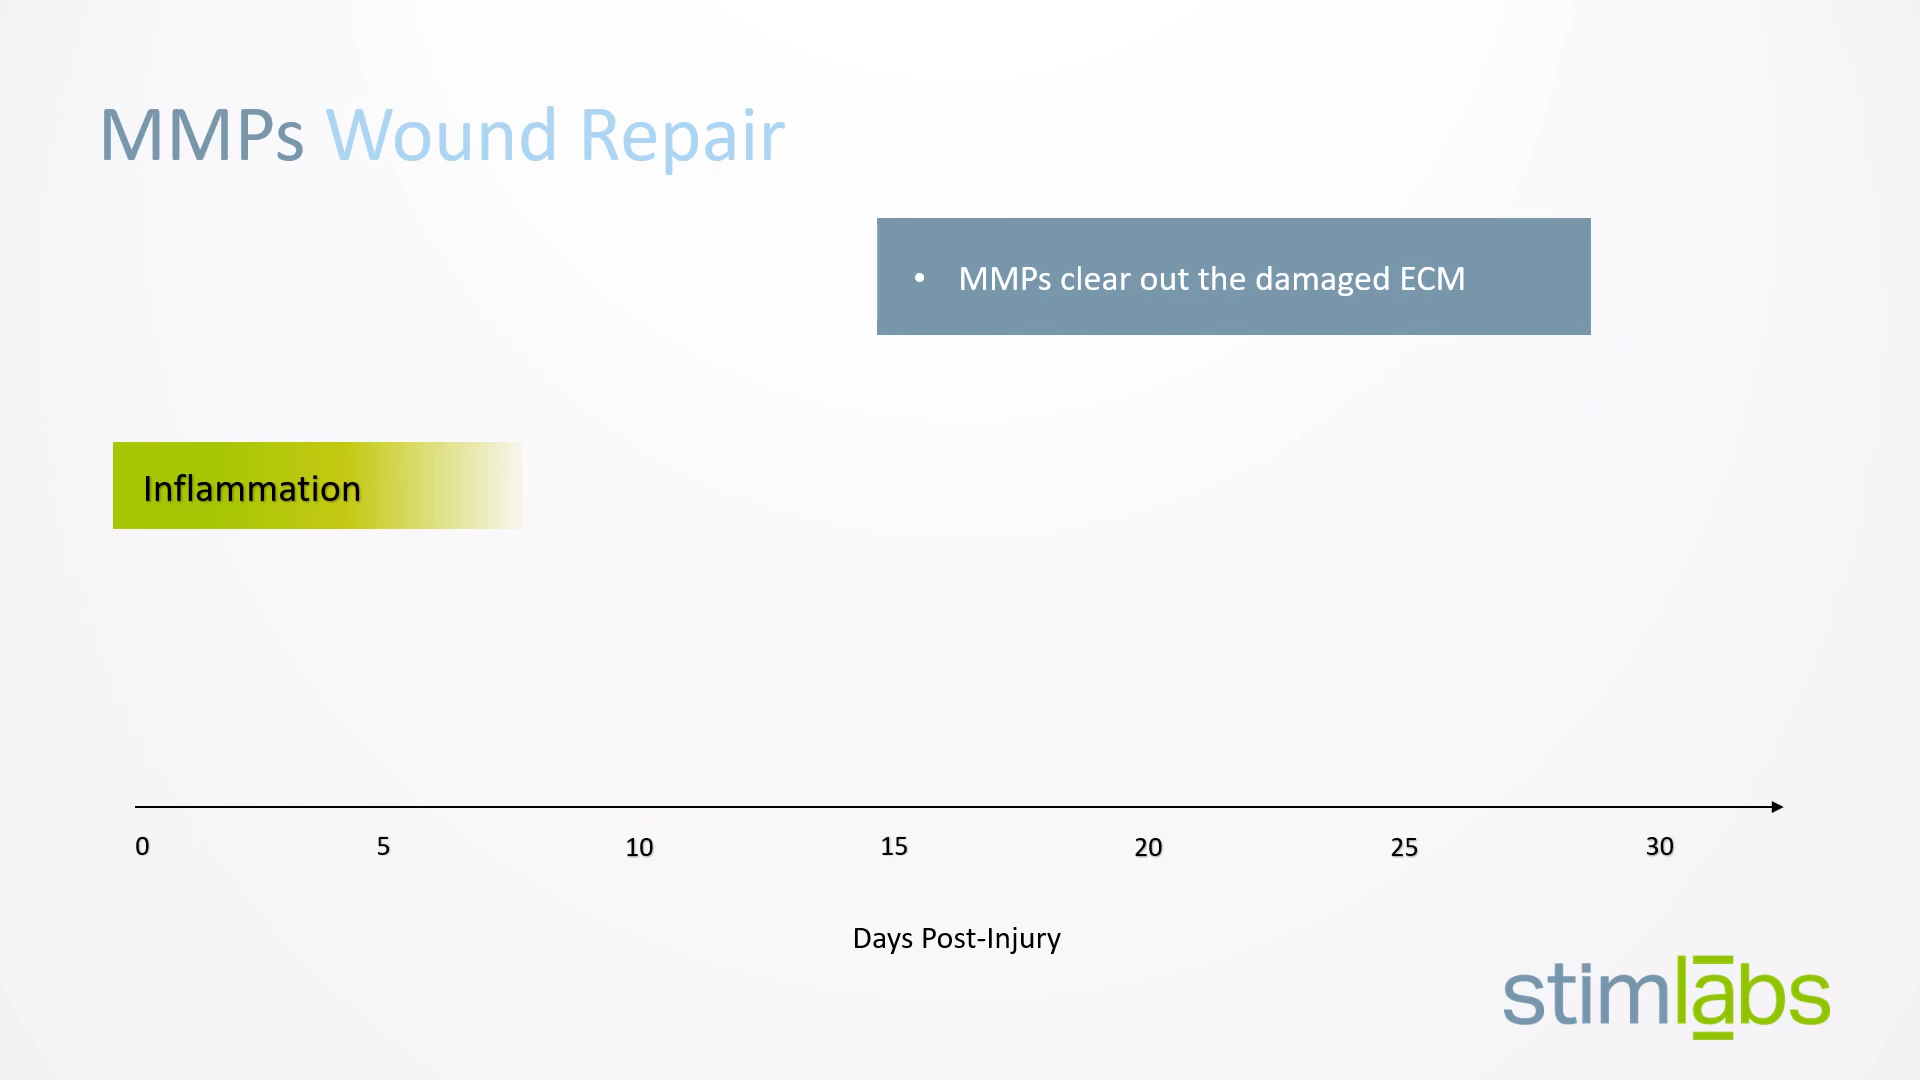 MMPs Wound Repair
• MMPs clear out the damaged ECM
Inflammation
0 5 10 15 20 25 30
Days Post-Injury
stimlabs